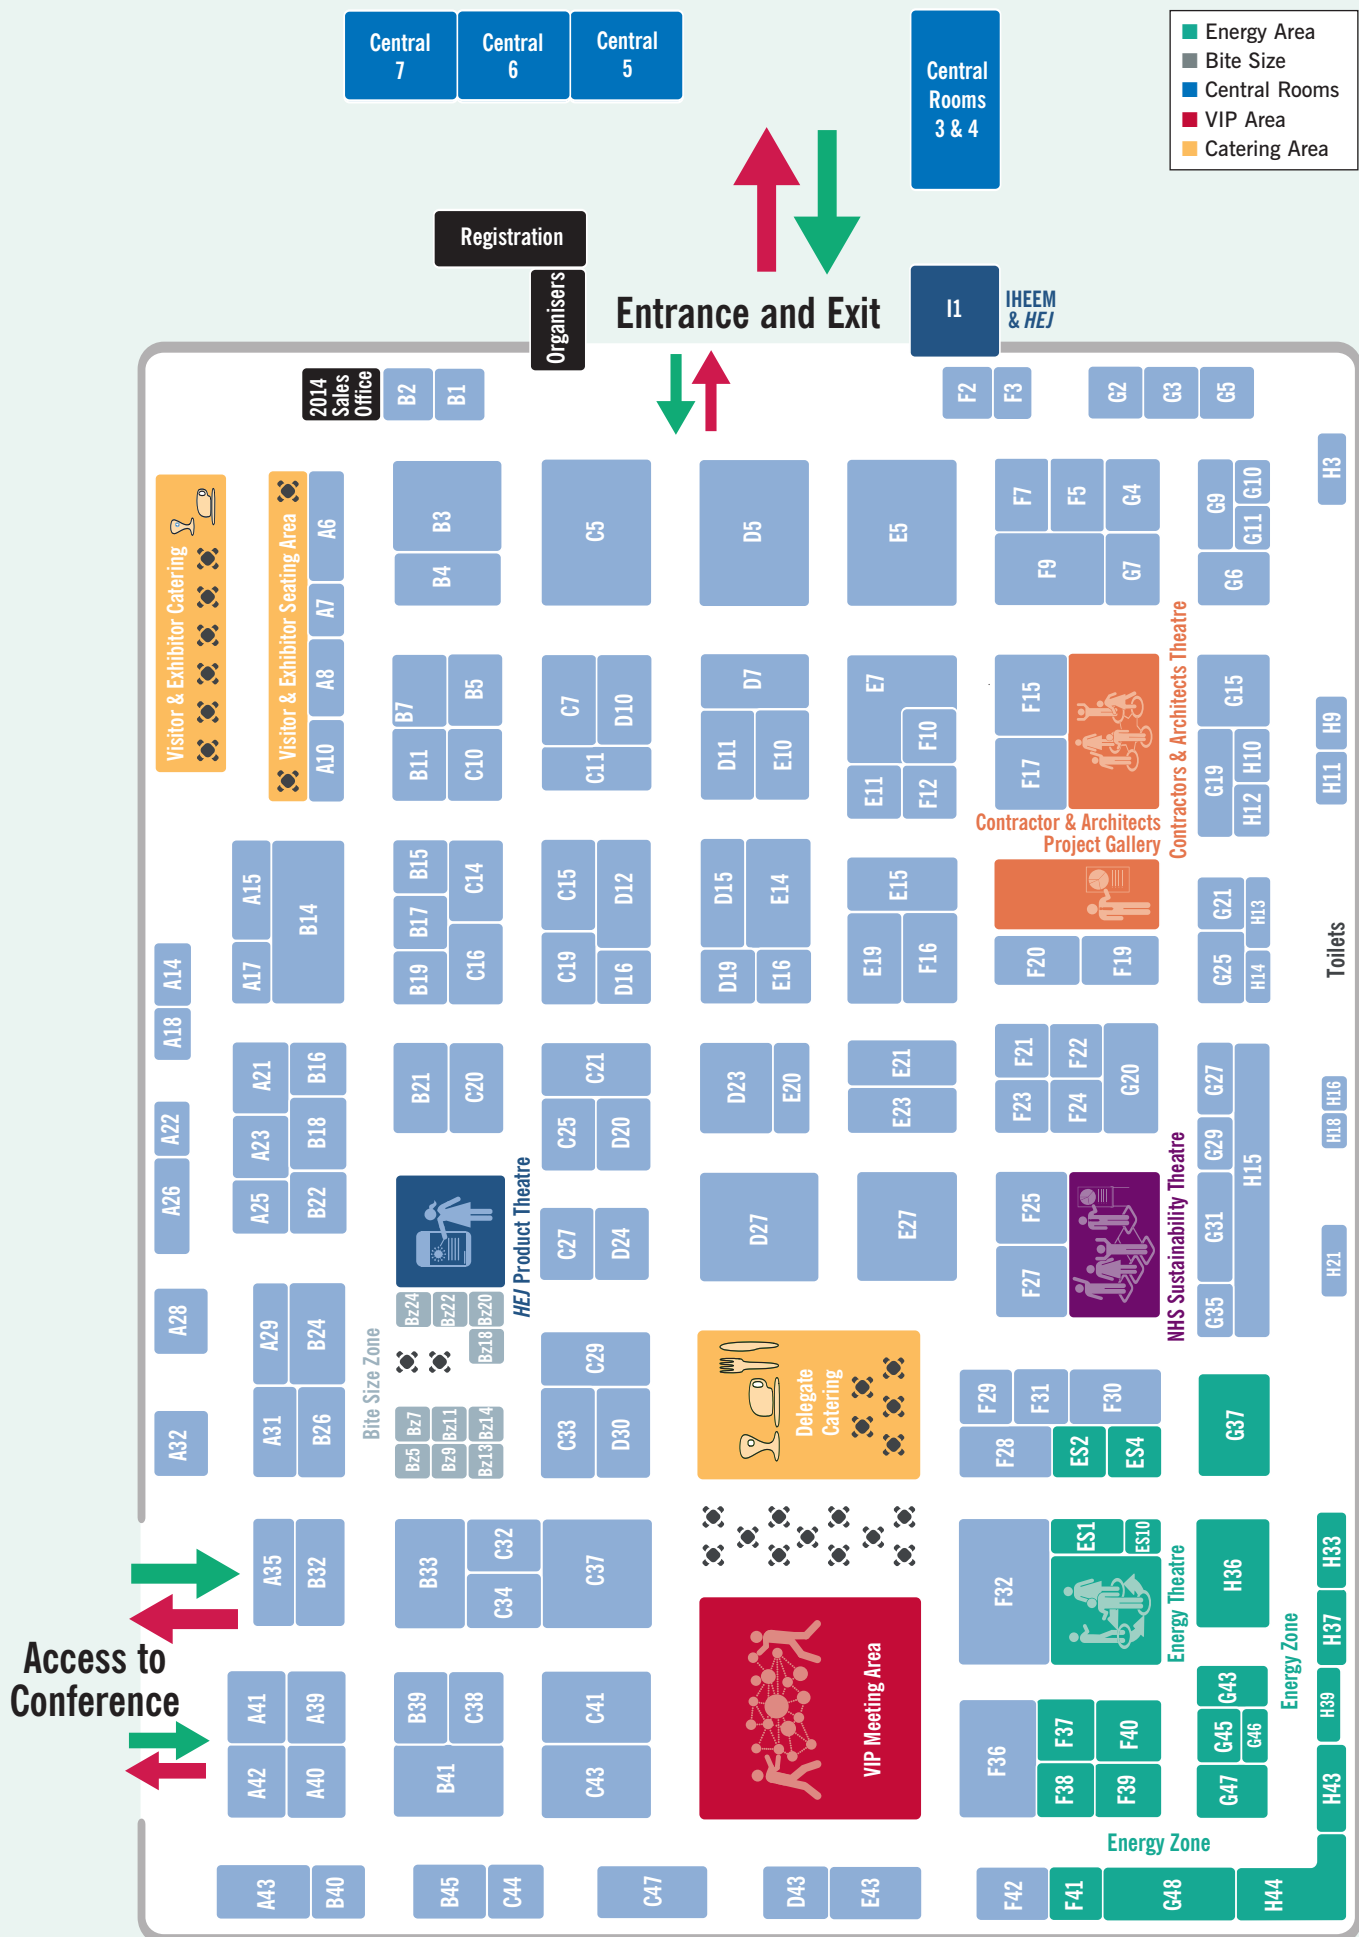 Central
7
Central
6
Central
5
Central
Rooms
3 & 4
Energy Area
Bite Size
Central Rooms
VIP Area
Catering Area
Registration
Organisers
Entrance and Exit
I1
IHEEM
& HEJ
2014
Sales
Office
B2
B1
F2
F3
G2
G3
G5
H3
Visitor & Exhibitor Catering
Visitor & Exhibitor Seating Area
A6
A7
A8
A10
B3
B4
C5
D5
E5
F7
F5
G4
F9
G7
G9
G10
G11
G6
B7
B5
B11
C10
C7
D10
C11
D7
D11
E10
E7
F10
E11
F12
F15
F17
Contractors & Architects Theatre
G15
G19
H10
H12
H9
H11
Contractor & Architects
Project Gallery
A15
A17
B14
B15
B17
B19
C14
C16
C15
C19
D12
D16
D15
D19
E14
E16
E15
E19
F16
F20
F19
G21
G25
H13
H14
Toilets
A14
A18
A21
A23
A25
B16
B18
B22
B21
C20
C21
C25
D20
D23
E20
E21
E23
F21
F22
F23
F24
G20
G27
G29
G31
G35
H15
H16
H18
H21
A22
A26
HEJ Product Theatre
C27
D24
D27
E27
F25
F27
NHS Sustainability Theatre
A28
A32
A29
A31
B24
B26
Bite Size Zone
Bz24
Bz22
Bz20
Bz18
Bz7
Bz11
Bz14
Bz5
Bz9
Bz13
C29
C33
D30
Delegate
Catering
F29
F31
F30
F28
ES2
ES4
G37
A35
B32
B33
C32
C34
C37
F32
ES1
ES10
Energy Theatre
H36
H33
H37
H39
H43
Energy Zone
Access to
Conference
A41
A39
A42
A40
B39
C38
B41
C41
C43
VIP Meeting Area
F36
F37
F40
F38
F39
G43
G45
G46
G47
Energy Zone
A43
B40
B45
C44
C47
D43
E43
F42
F41
G48
H44